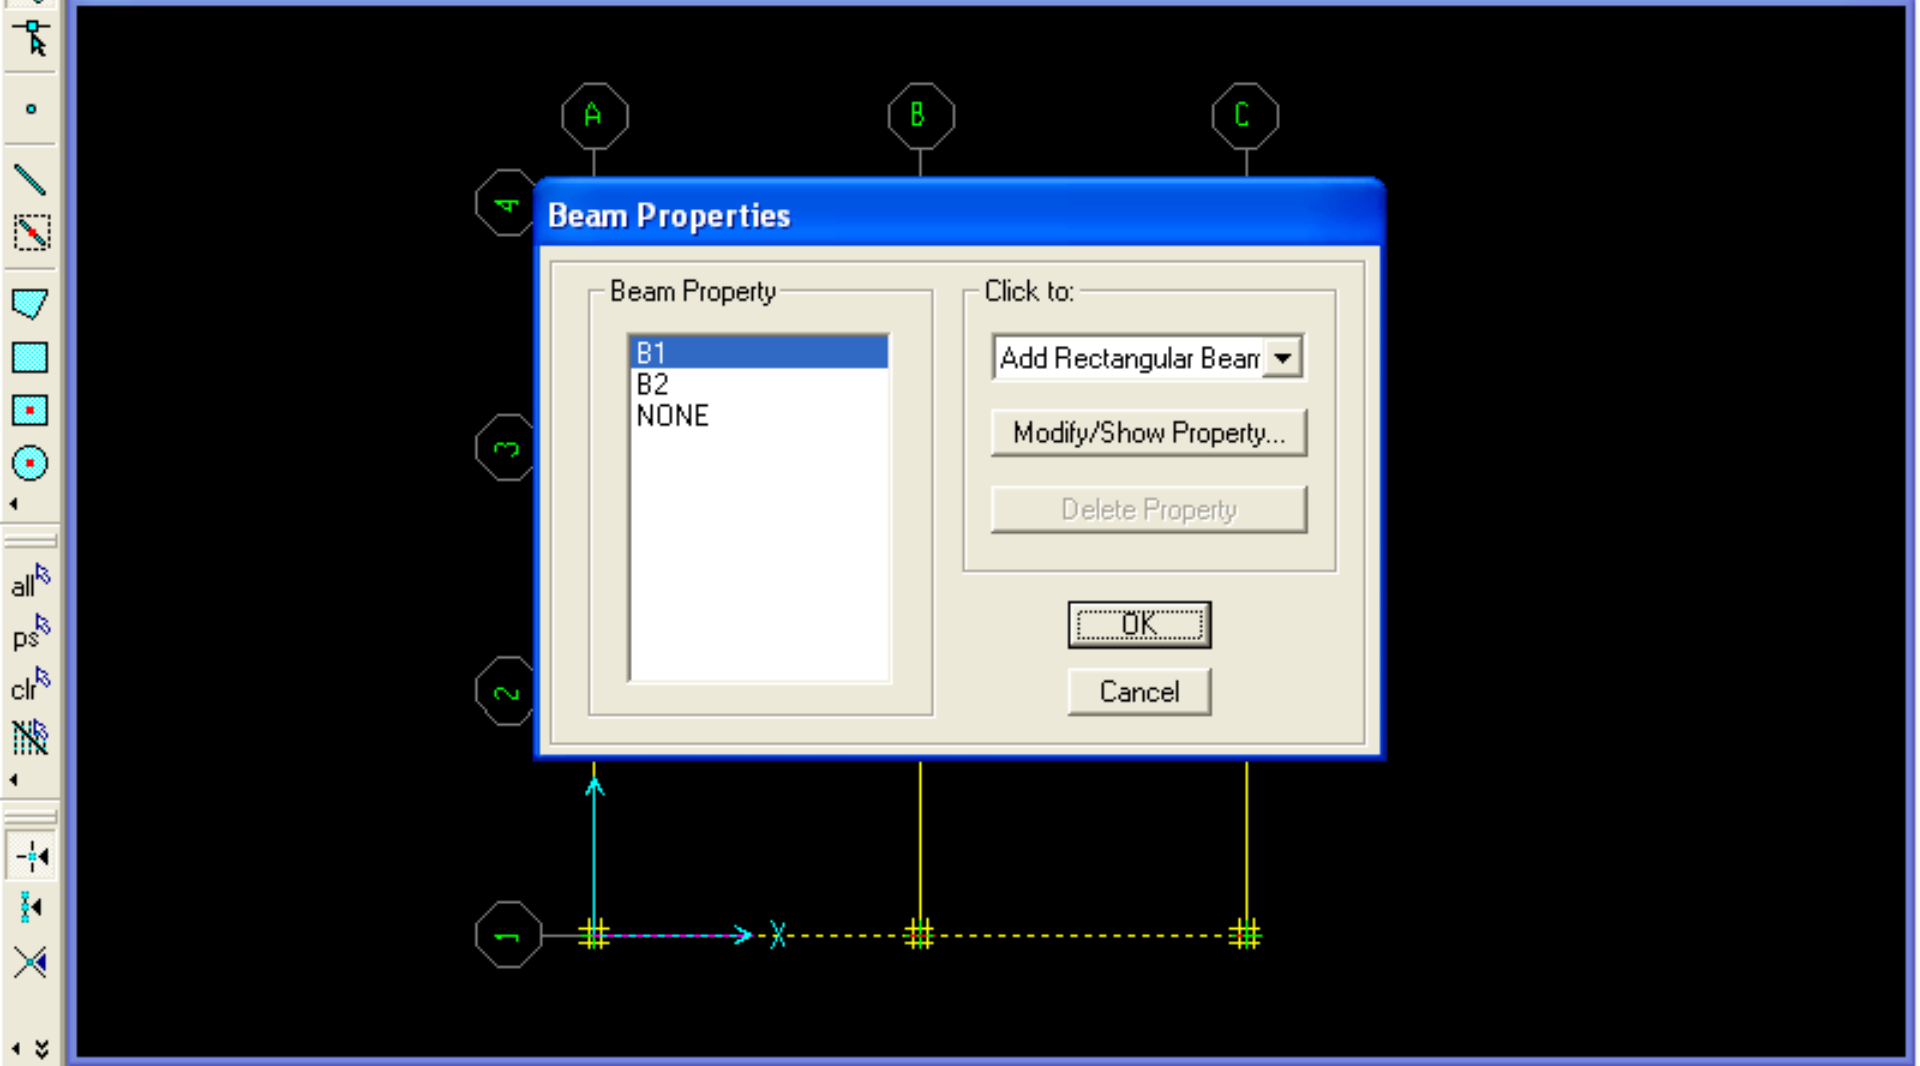 A
B
C
4
Beam Properties
Beam Property
Click to:
B1
B2
NONE
Add Rectangular Beam
Modify/Show Property...
Delete Property
3
OK
Cancel
2
all
ps
clr
1
X